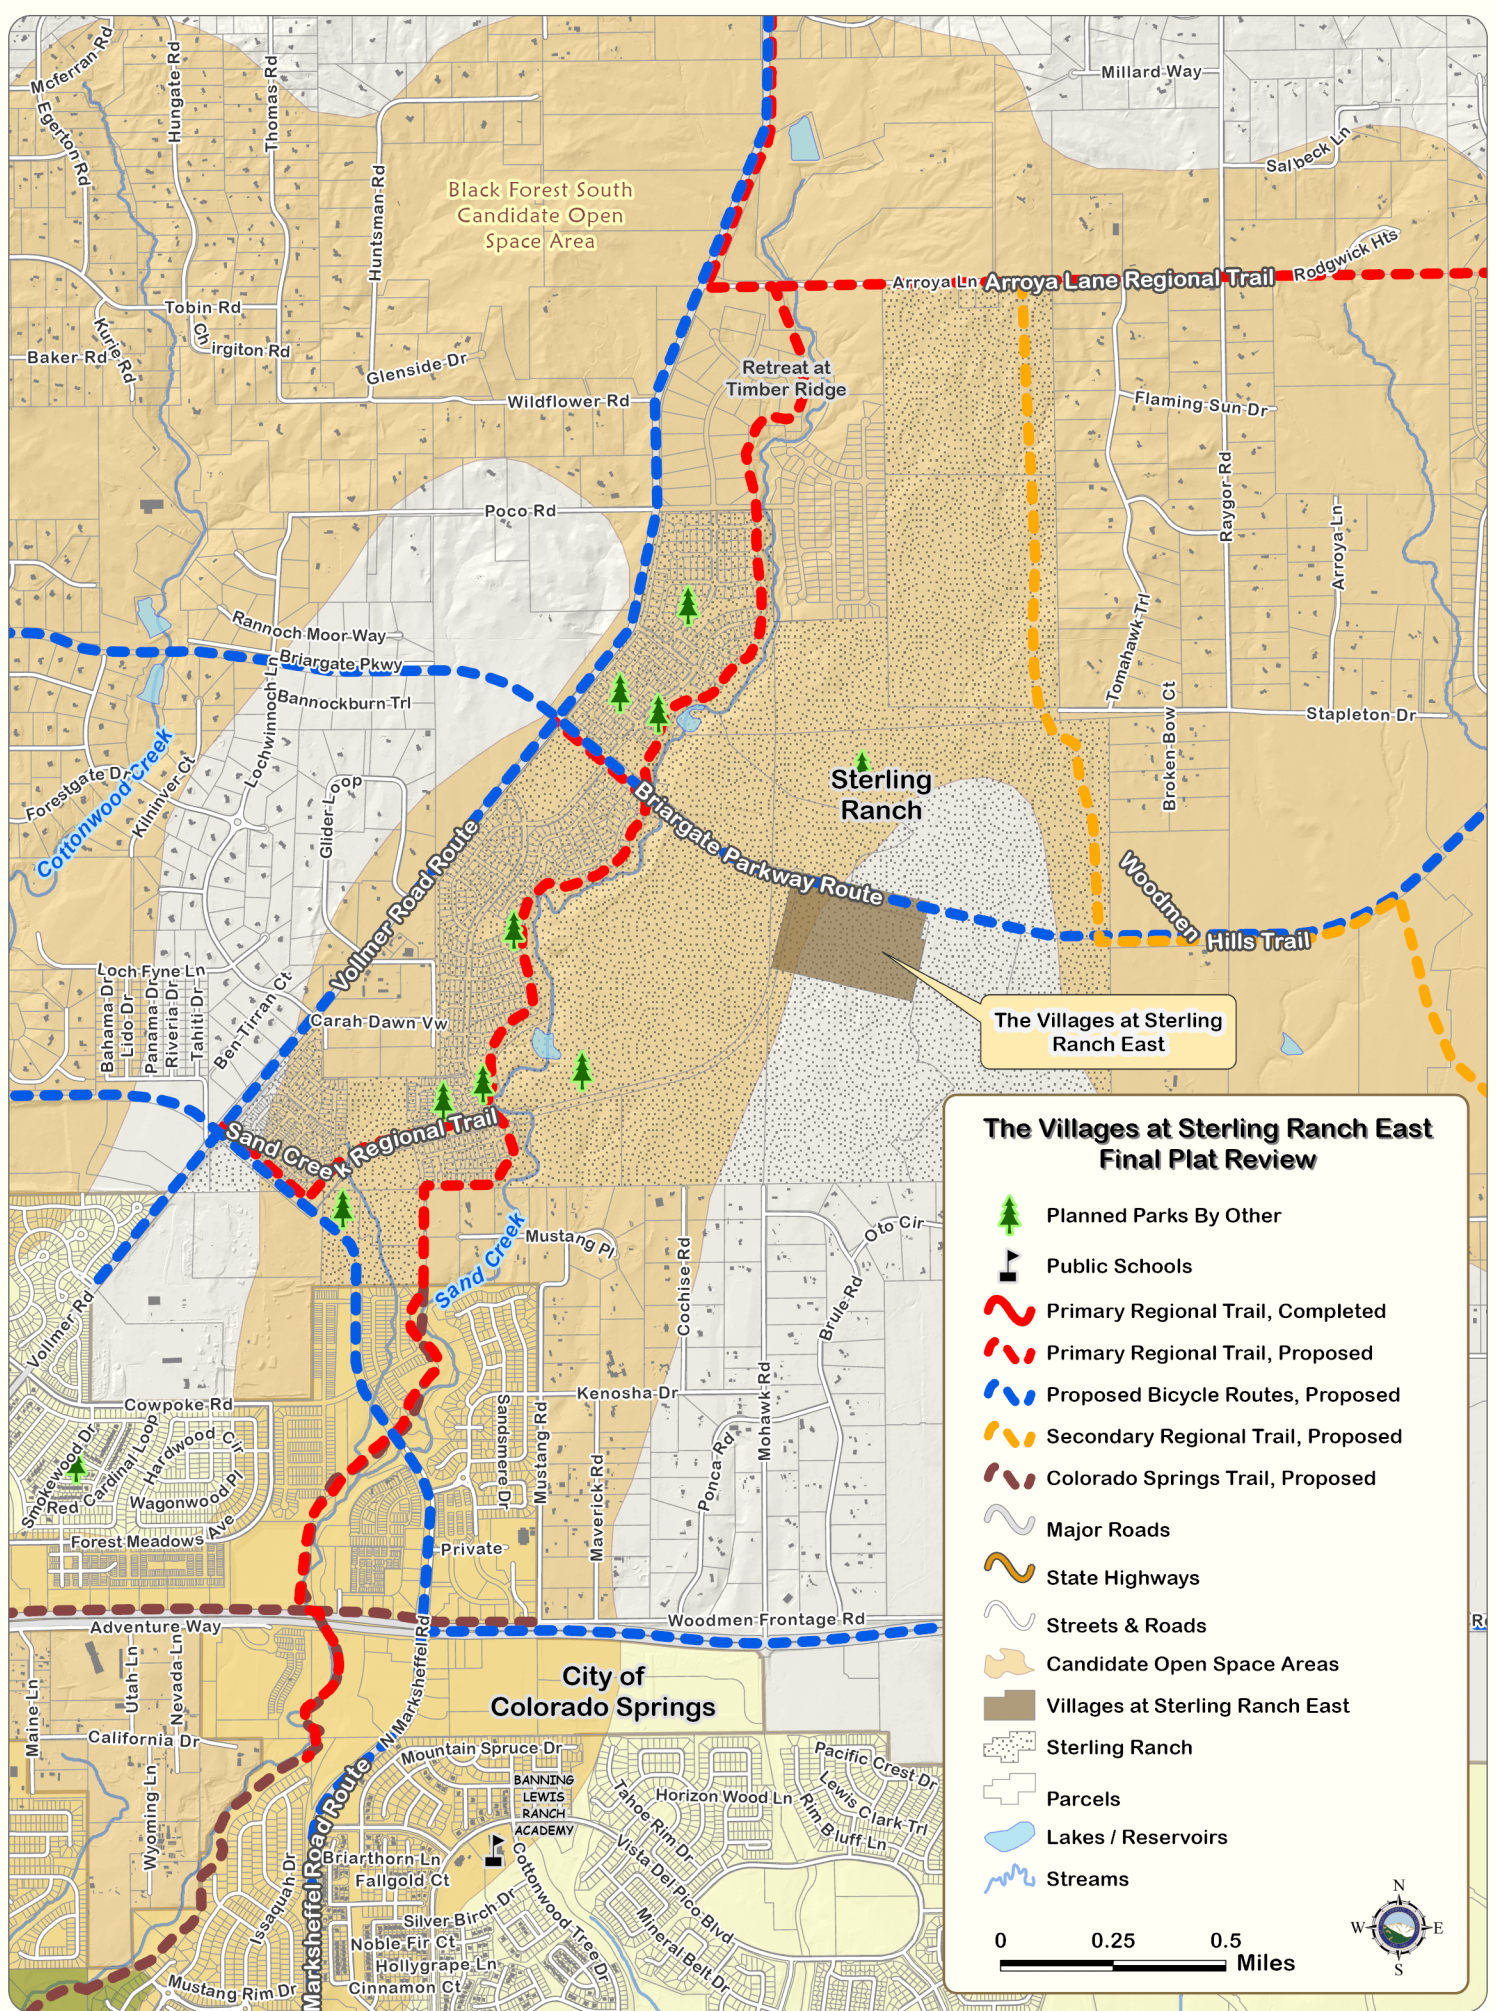 Mcferran Rd
Egerton Rd
Hungate Rd
Thomas Rd
Huntsman Rd
Millard Way
Salbeck Ln
Rodgwick Hts
Black Forest South
Candidate Open
Space Area
Arroya Ln
Arroya Lane Regional Trail
Tobin Rd
Kurie Rd
Chirgiton Rd
Baker Rd
Glenside Dr
Wildflower Rd
Retreat at
Timber Ridge
Flaming Sun Dr
Raygor Rd
Arroya Ln
Poco Rd
Rannoch Moor Way
Briargate Pkwy
Bannockburn Trl
Lochwinnoch Ln
Tomahawk Trl
Broken Bow Ct
Stapleton Dr
Forestgate Dr
Cottonwood Creek
Kilninver Ct
Glider Loop
Vollmer Road Route
Briargate Parkway Route
Sterling
Ranch
Woodmen
Hills Trail
Loch Fyne Ln
Bahama Dr
Lido Dr
Panama Dr
Riveria Dr
Tahiti Dr
Ben Tirran Ct
Carah Dawn Vw
The Villages at Sterling
Ranch East
Sand Creek Regional Trail
Sand Creek
Mustang Pl
Oto Cir
Cochise Rd
Brule Rd
Vollmer Rd
Cowpoke Rd
Smokewood Dr
Red Cardinal Loop
Hardwood Cir
Wagonwood Pl
Forest Meadows Ave
Kenosha Dr
Sandsmere Dr
Mustang Rd
Maverick Rd
Ponca Rd
Mohawk Rd
Private
Woodmen Frontage Rd
Adventure Way
Maine Ln
Utah Ln
Nevada Ln
California Dr
Wyoming Ln
N Marksheffel Rd
City of
Colorado Springs
Marksheffel Road Route
Mountain Spruce Dr
BANNING
LEWIS
RANCH
ACADEMY
Horizon Wood Ln
Pacific Crest Dr
Lewis Clark Trl
Rim Bluff Ln
Tahoe Rim Dr
Vista Del Pico Blvd
Mineral Belt Dr
Briarthorn Ln
Fallgold Ct
Silver Birch Dr
Cottonwood Tree Dr
Noble Fir Ct
Hollygrape Ln
Cinnamon Ct
Issaquah Dr
Mustang Rim Dr
The Villages at Sterling Ranch East
Final Plat Review
Planned Parks By Other
Public Schools
Primary Regional Trail, Completed
Primary Regional Trail, Proposed
Proposed Bicycle Routes, Proposed
Secondary Regional Trail, Proposed
Colorado Springs Trail, Proposed
Major Roads
State Highways
Streets & Roads
Candidate Open Space Areas
Villages at Sterling Ranch East
Sterling Ranch
Parcels
Lakes / Reservoirs
Streams
0 0.25 0.5
Miles
N
W E
S